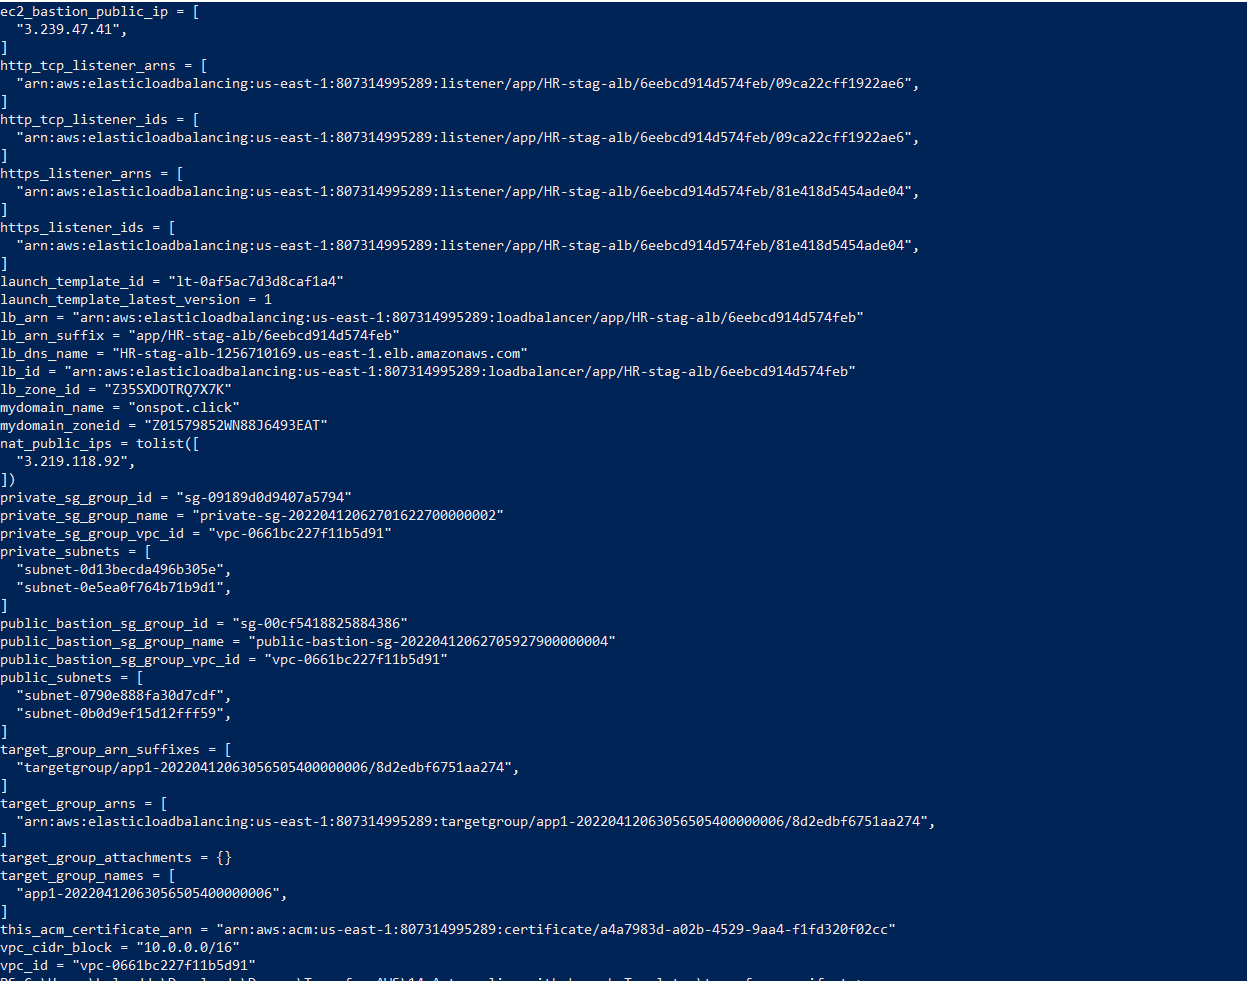 ec2_bastion_public_ip = [
"3.239.47.41",
]
http_tcp_listener_arns = [
"arn:aws:elasticloadbalancing:us-east-1:807314995289:listener/app/HR-stag-alb/6eebcd914d574feb/09ca22cff1922ae6",
]
http_tcp_listener_ids = [
"arn:aws:elasticloadbalancing:us-east-1:807314995289:listener/app/HR-stag-alb/6eebcd914d574feb/09ca22cff1922ae6",
]
https_listener_arns = [
"arn:aws:elasticloadbalancing:us-east-1:807314995289:listener/app/HR-stag-alb/6eebcd914d574feb/81e418d5454ade04",
]
https_listener_ids = [
"arn:aws:elasticloadbalancing:us-east-1:807314995289:listener/app/HR-stag-alb/6eebcd914d574feb/81e418d5454ade04",
]
launch_template_id = "lt-0af5ac7d3d8caf1a4"
launch_template_latest_version = 1
lb_arn = "arn:aws:elasticloadbalancing:us-east-1:807314995289:loadbalancer/app/HR-stag-alb/6eebcd914d574feb"
lb_arn_suffix = "app/HR-stag-alb/6eebcd914d574feb"
lb_dns_name = "HR-stag-alb-1256710169.us-east-1.elb.amazonaws.com"
lb_id = "arn:aws:elasticloadbalancing:us-east-1:807314995289:loadbalancer/app/HR-stag-alb/6eebcd914d574feb"
lb_zone_id = "Z35SXDOTRQ7X7K"
mydomain_name = "onspot.click"
mydomain_zoneid = "Z01579852WN88J6493EAT"
nat_public_ips = tolist([
"3.219.118.92",
])
private_sg_group_id = "sg-09189d0d9407a5794"
private_sg_group_name = "private-sg-20220412062701622700000002"
private_sg_group_vpc_id = "vpc-0661bc227f11b5d91"
private_subnets = [
"subnet-0d13becda496b305e",
"subnet-0e5ea0f764b71b9d1",
]
public_bastion_sg_group_id = "sg-00cf5418825884386"
public_bastion_sg_group_name = "public-bastion-sg-20220412062705927900000004"
public_bastion_sg_group_vpc_id = "vpc-0661bc227f11b5d91"
public_subnets = [
"subnet-0790e888fa30d7cdf",
"subnet-0b0d9ef15d12fff59",
]
target_group_arn_suffixes = [
"targetgroup/app1-20220412063056505400000006/8d2edbf6751aa274",
]
target_group_arns = [
"arn:aws:elasticloadbalancing:us-east-1:807314995289:targetgroup/app1-20220412063056505400000006/8d2edbf6751aa274",
]
target_group_attachments = {}
target_group_names = [
"app1-20220412063056505400000006",
]
this_acm_certificate_arn = "arn:aws:acm:us-east-1:807314995289:certificate/a4a7983d-a02b-4529-9aa4-f1fd320f02cc"
vpc_cidr_block = "10.0.0.0/16"
vpc_id = "vpc-0661bc227f11b5d91"